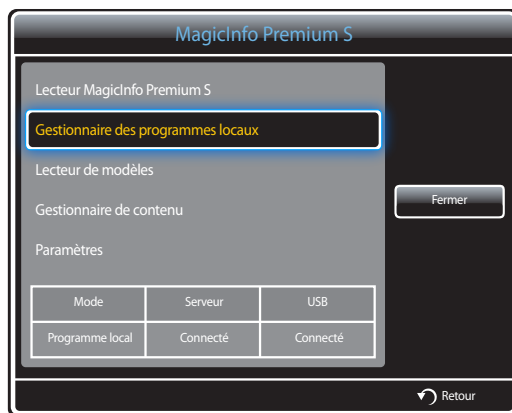 MagicInfo Premium S
Lecteur MagicInfo Premium S
Gestionnaire des programmes locaux
Lecteur de modèles
Gestionnaire de contenu
Paramètres
Fermer
Mode Serveur USB
Programme local Connecté Connecté
Retour